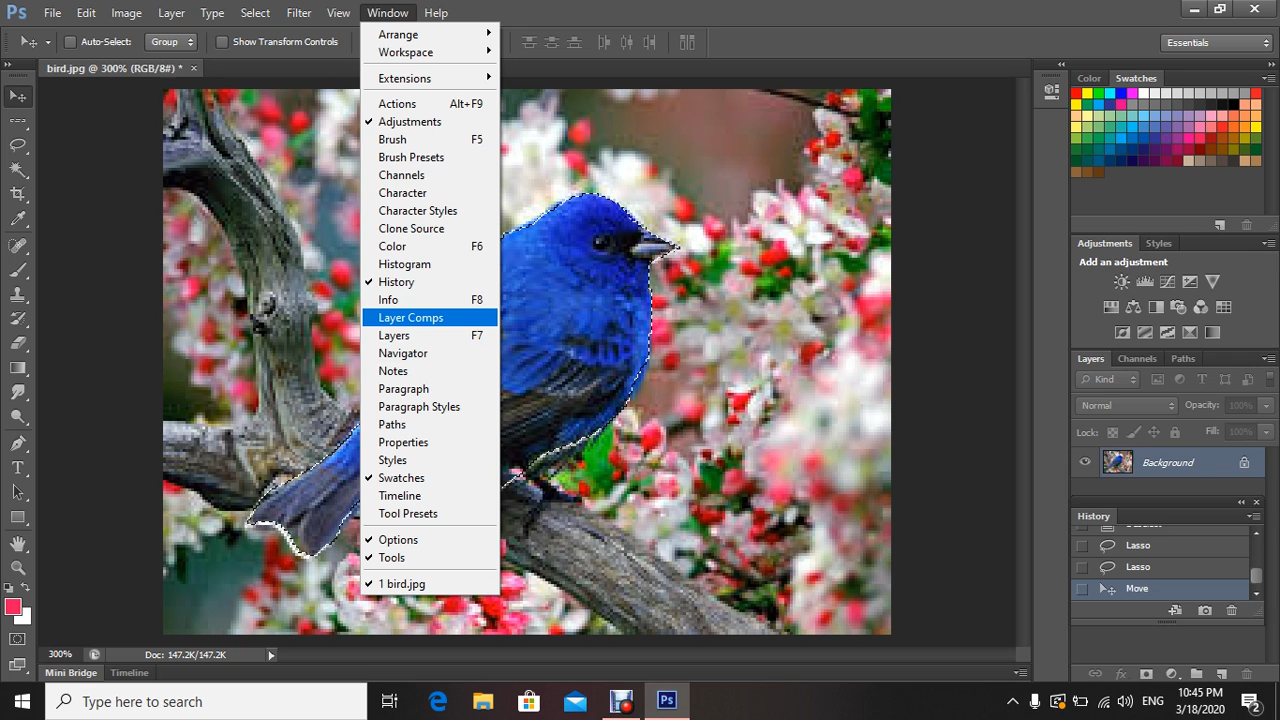 Ps File Edit Image Layer Type Select Filter View Window Help
Auto-Select: Group Show Transform Controls Essentials
bird.jpg @ 300% (RGB/8#) * ×
Arrange
Workspace
Extensions
Actions Alt+F9
Adjustments
Brush F5
Brush Presets
Channels
Character
Character Styles
Clone Source
Color F6
Histogram
History
Info F8
Layer Comps
Layers F7
Navigator
Notes
Paragraph
Paragraph Styles
Paths
Properties
Styles
Swatches
Timeline
Tool Presets
Options
Tools
1 bird.jpg
Color Swatches
Adjustments Styles
Add an adjustment
Layers Channels Paths
Kind
Normal Opacity: 100%
Lock: Fill: 100%
Background
History
Lasso
Lasso
Move
300% Doc: 147.2K/147.2K
Mini Bridge Timeline
Type here to search
Ps
ENG
10:45 PM
3/18/2020
2